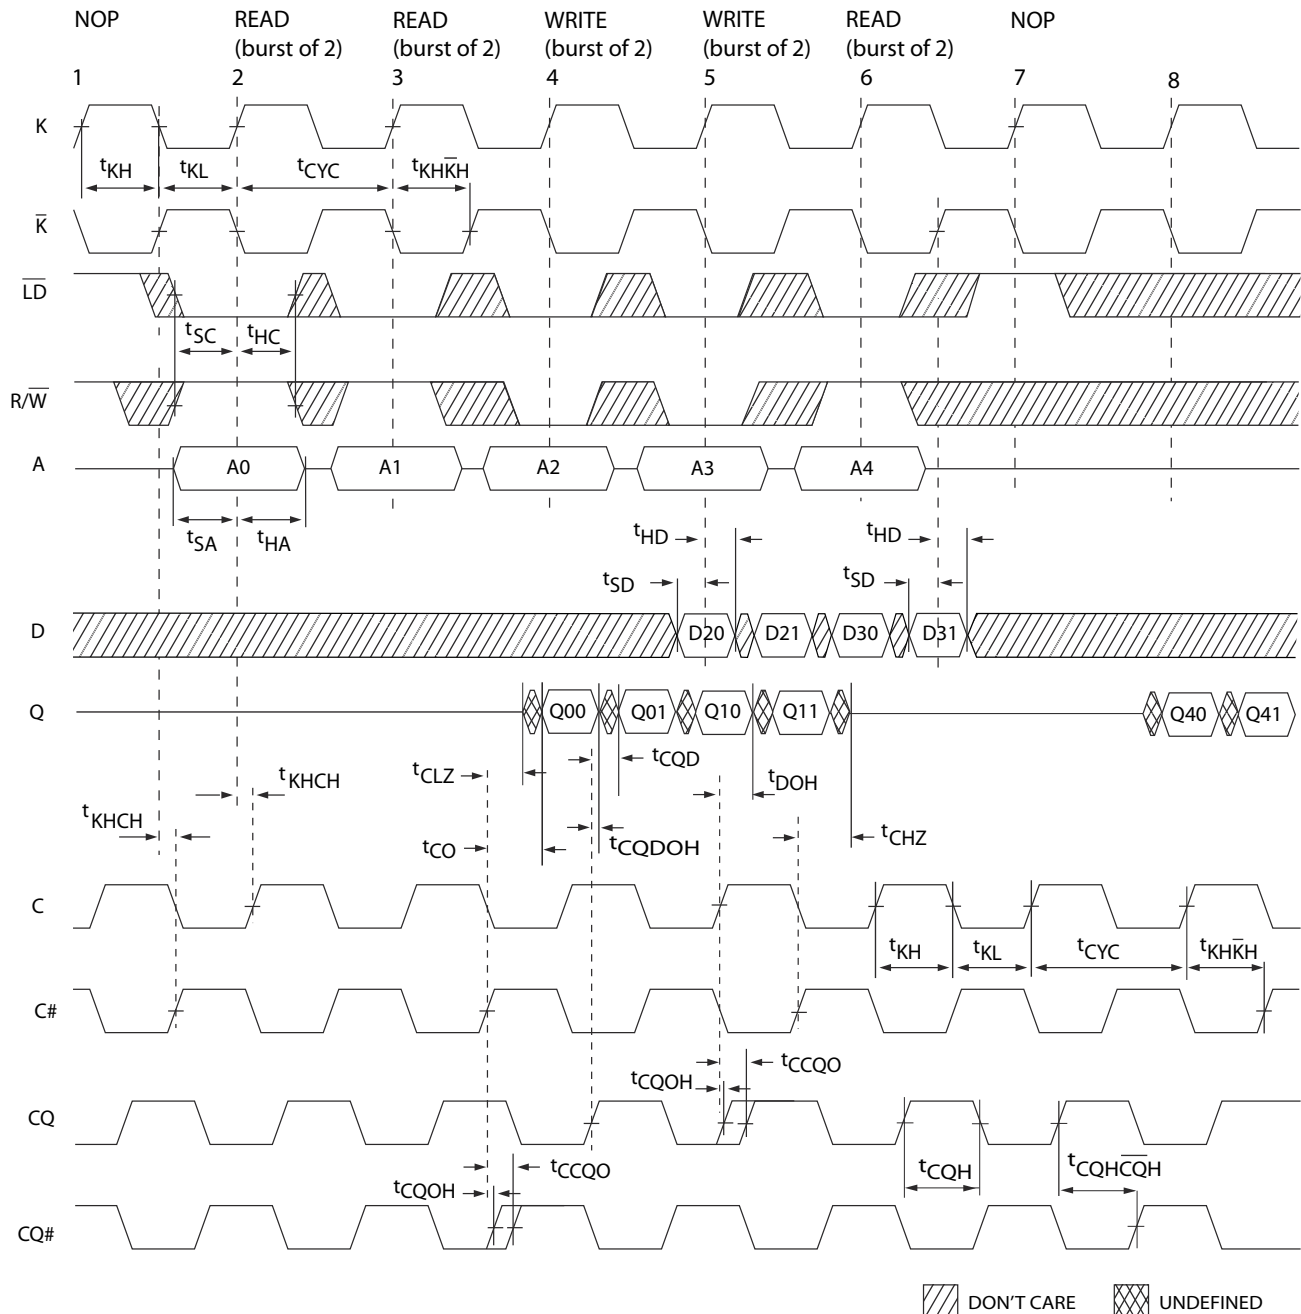 NOP READ READ WRITE WRITE READ NOP
(burst of 2) (burst of 2) (burst of 2) (burst of 2) (burst of 2)
1 2 3 4 5 6 7 8
K
tKH tKL tCYC tKHK̅H
K̅
L̅D̅
tSC tHC
R/W̅
A A0 A1 A2 A3 A4
tSA tHA
tHD tHD
tSD tSD
D D20 D21 D30 D31
Q Q00 Q01 Q10 Q11 Q40 Q41
tCQD
tCLZ tKHCH tDOH
tKHCH
tCO tCQDOH tCHZ
C
tKH tKL tCYC tKHK̅H
C#
tCCQO
tCQOH
CQ
tCCQO tCQH tCQHC̅Q̅H
tCQOH
CQ#
DON'T CARE UNDEFINED